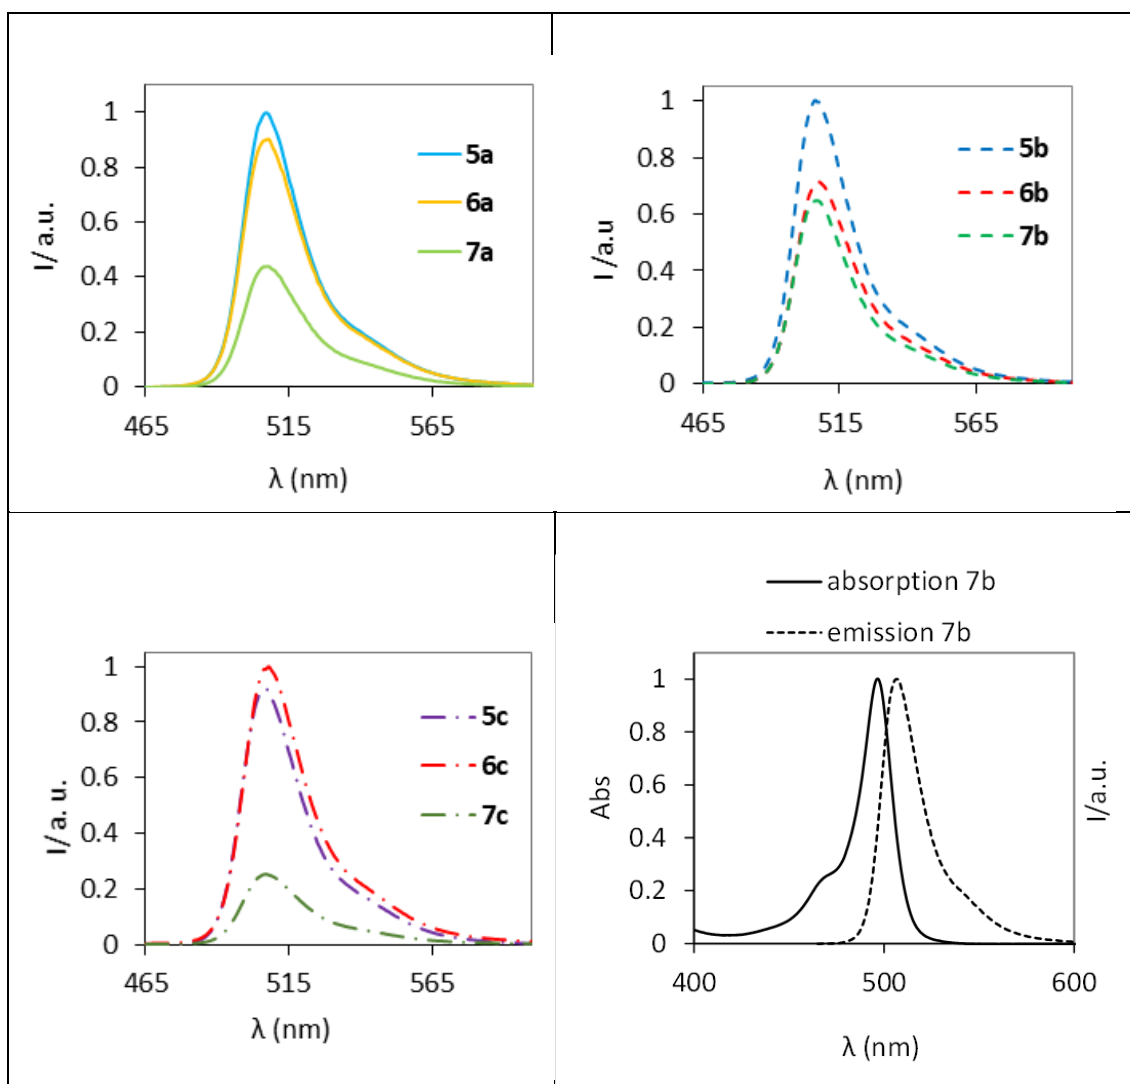 I/a.u.
1
0.8
0.6
0.4
0.2
0
465 515 565
λ (nm)
5a
6a
7a
I /a.u
1
0.8
0.6
0.4
0.2
0
465 515 565
λ (nm)
5b
6b
7b
I/a. u.
1
0.8
0.6
0.4
0.2
0
465 515 565
λ (nm)
5c
6c
7c
absorption 7b
emission 7b
Abs
1
0.8
0.6
0.4
0.2
0
400 500 600
λ (nm)
I/a.u.